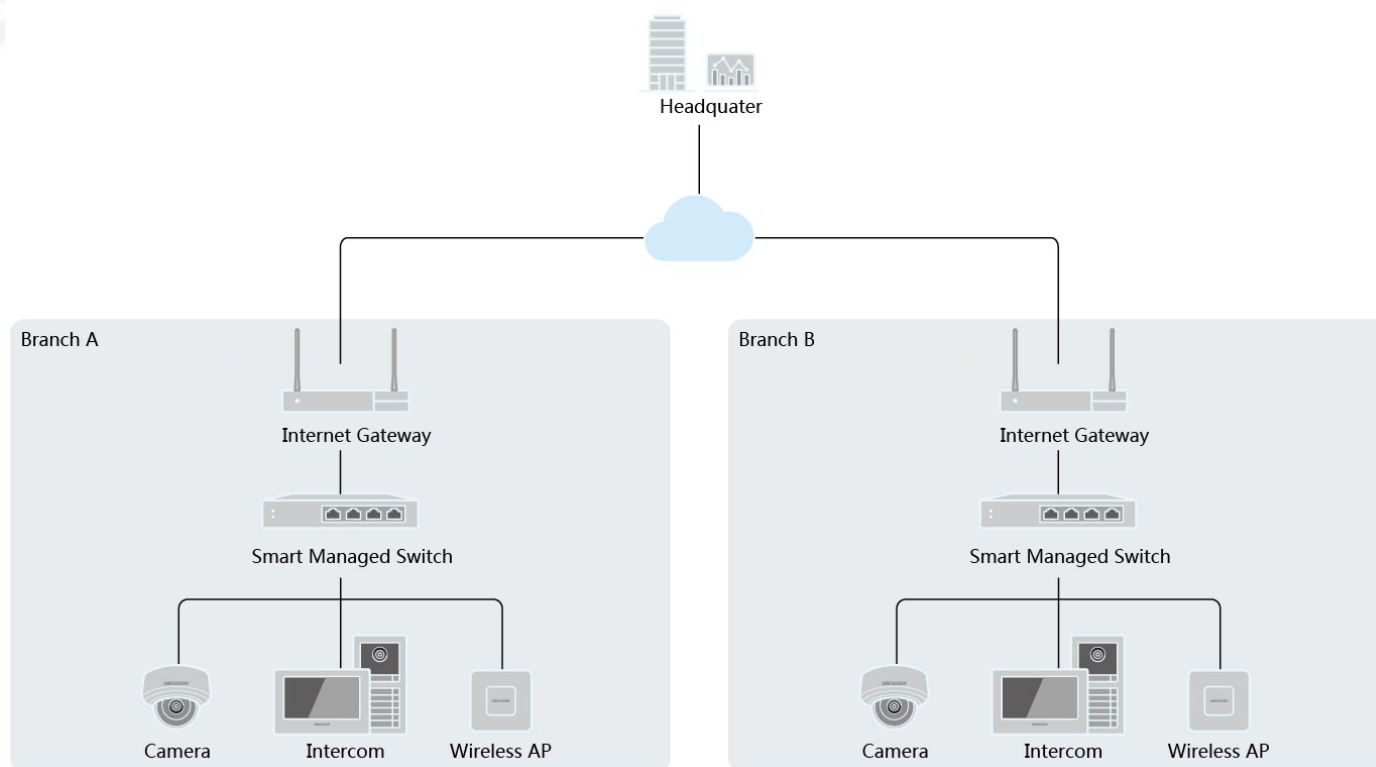 Headquater
Branch A
Branch B
Internet Gateway
Internet Gateway
Smart Managed Switch
Smart Managed Switch
Camera
Intercom
Wireless AP
Camera
Intercom
Wireless AP